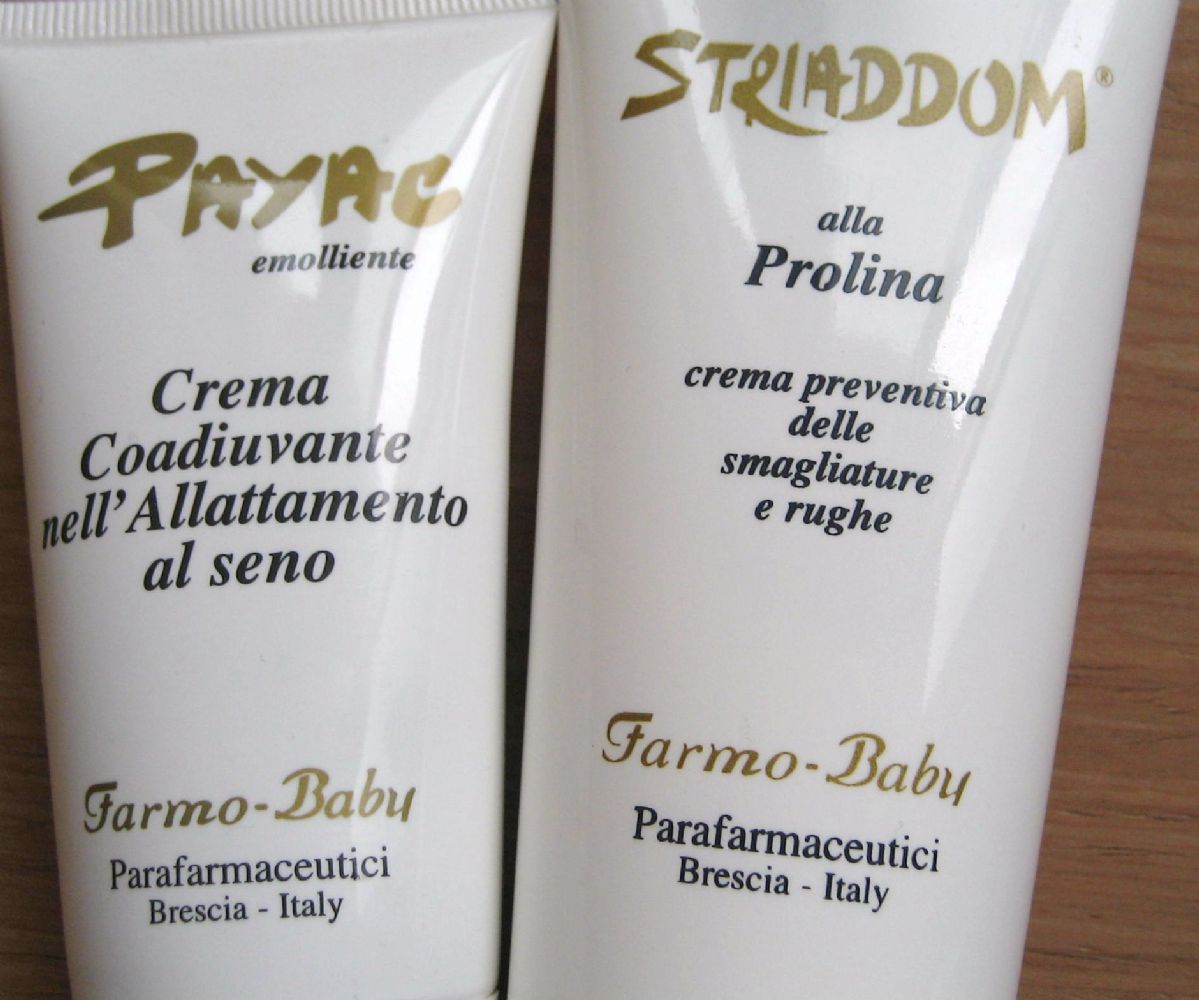 PAYAC
emolliente
Crema
Coadiuvante
nell'Allattamento
al seno
Farmo-Baby
Parafarmaceutici
Brescia - Italy
STRIADDOM®
alla
Prolina
crema preventiva
delle
smagliature
e rughe
Farmo-Baby
Parafarmaceutici
Brescia - Italy